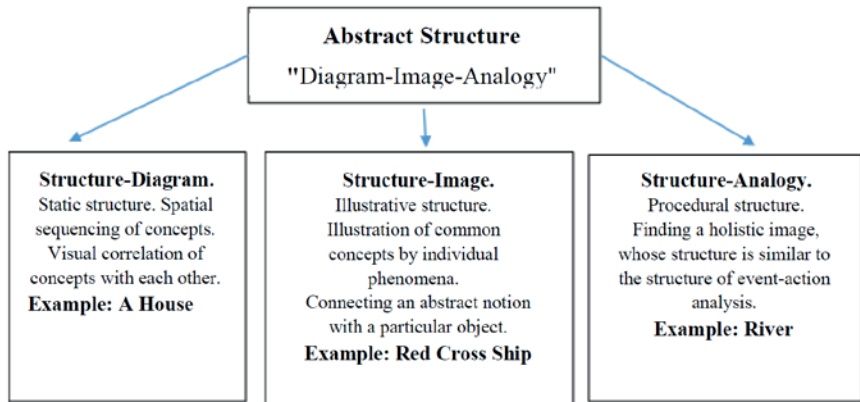 Abstract Structure
"Diagram-Image-Analogy"
Structure-Diagram.
Static structure. Spatial
sequencing of concepts.
Visual correlation of
concepts with each other.
Example: A House
Structure-Image.
Illustrative structure.
Illustration of common
concepts by individual
phenomena.
Connecting an abstract notion
with a particular object.
Example: Red Cross Ship
Structure-Analogy.
Procedural structure.
Finding a holistic image,
whose structure is similar to
the structure of event-action
analysis.
Example: River